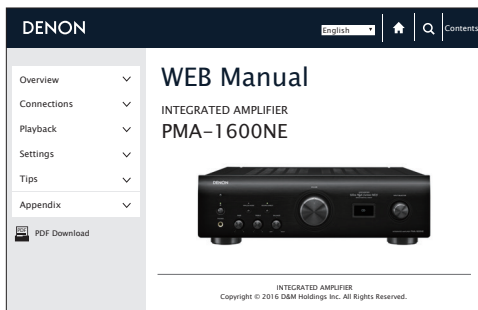 DENON
English
Contents
Overview
Connections
Playback
Settings
Tips
Appendix
PDF
PDF Download
WEB Manual
INTEGRATED AMPLIFIER
PMA-1600NE
DENON
INTEGRATED AMPLIFIER
Copyright © 2016 D&M Holdings Inc. All Rights Reserved.